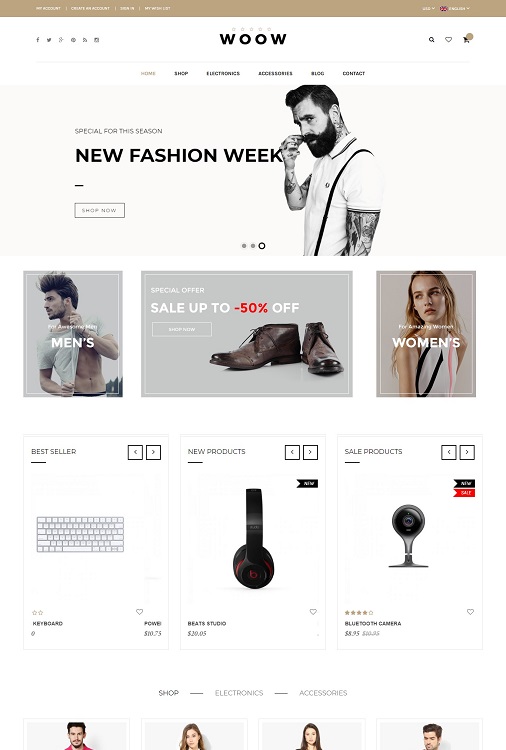 MY ACCOUNT | CREATE AN ACCOUNT | SIGN IN | MY WISH LIST
USD ENGLISH
WOOW
HOME SHOP ELECTRONICS ACCESSORIES BLOG CONTACT
SPECIAL FOR THIS SEASON
NEW FASHION WEEK
SHOP NOW
For Awesome Men
MEN'S
SPECIAL OFFER
SALE UP TO -50% OFF
SHOP NOW
For Amazing Women
WOMEN'S
BEST SELLER
KEYBOARD POWE
0 $10.75
NEW PRODUCTS
NEW
BEATS STUDIO
$20.05
SALE PRODUCTS
NEW
SALE
BLUETOOTH CAMERA
$8.95 $10.95
SHOP — ELECTRONICS — ACCESSORIES